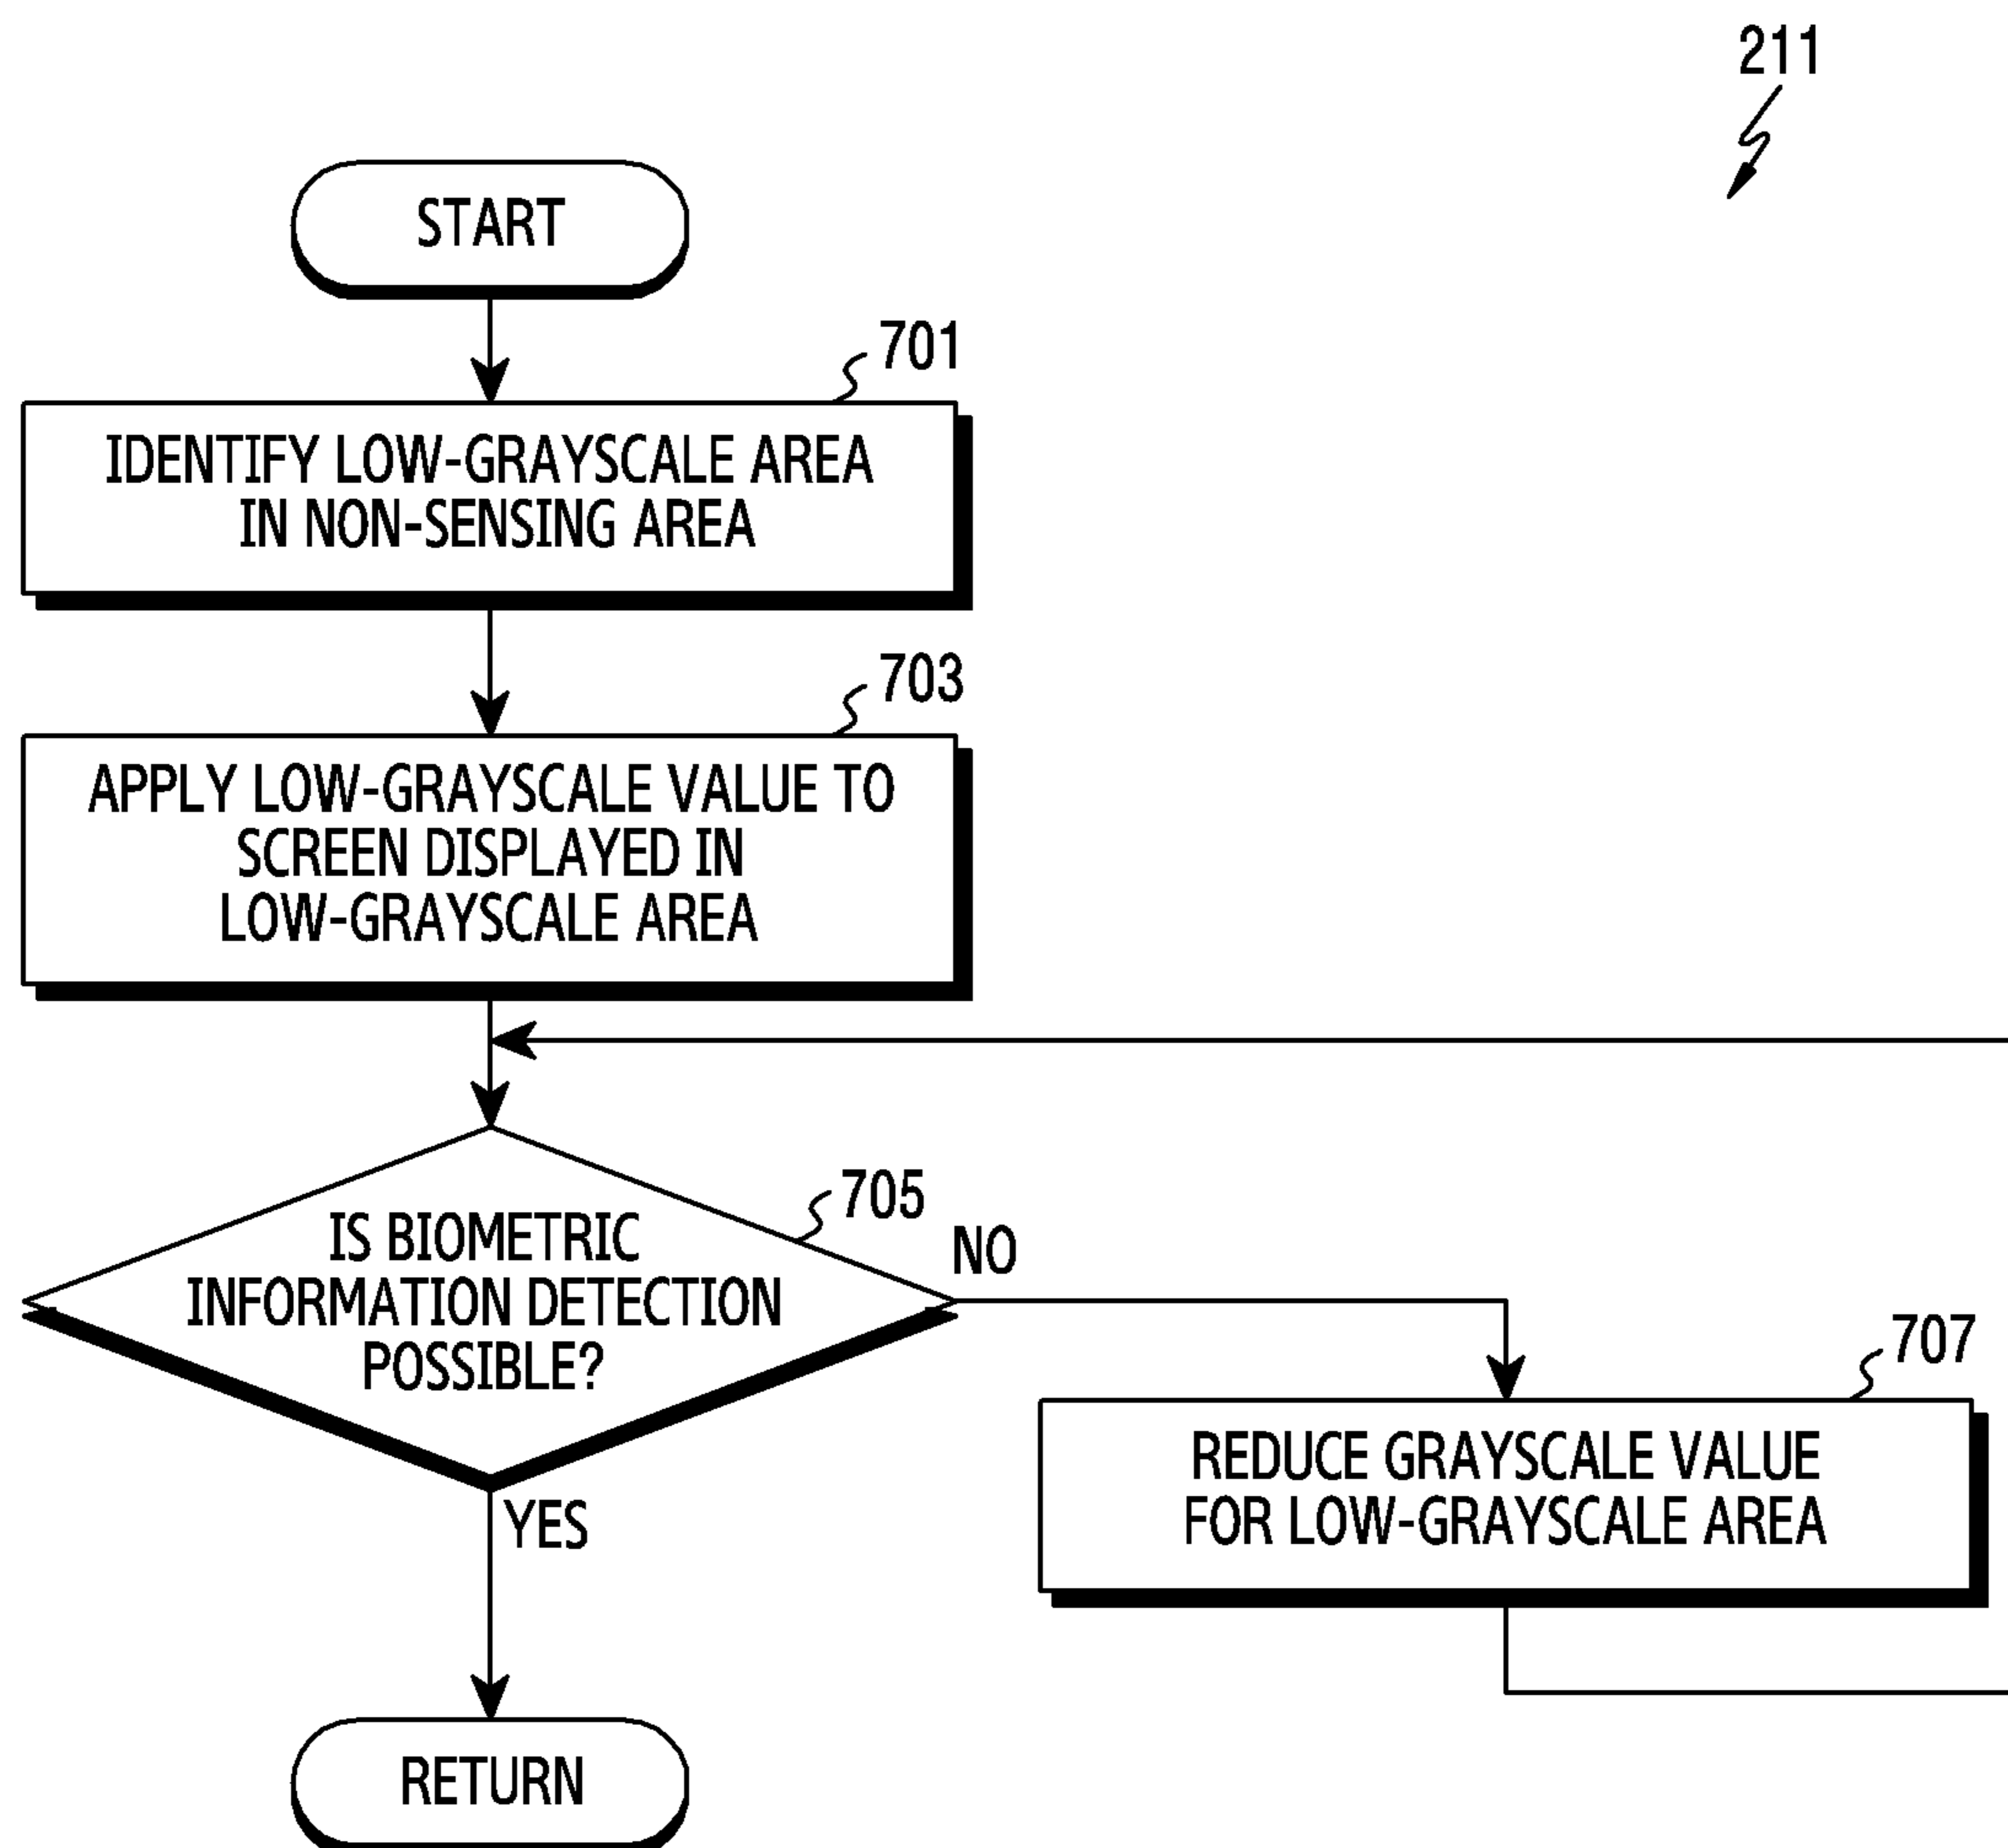 211
START
701
IDENTIFY LOW-GRAYSCALE AREA
IN NON-SENSING AREA
703
APPLY LOW-GRAYSCALE VALUE TO
SCREEN DISPLAYED IN
LOW-GRAYSCALE AREA
705
IS BIOMETRIC
INFORMATION DETECTION
POSSIBLE?
NO
707
REDUCE GRAYSCALE VALUE
FOR LOW-GRAYSCALE AREA
YES
RETURN